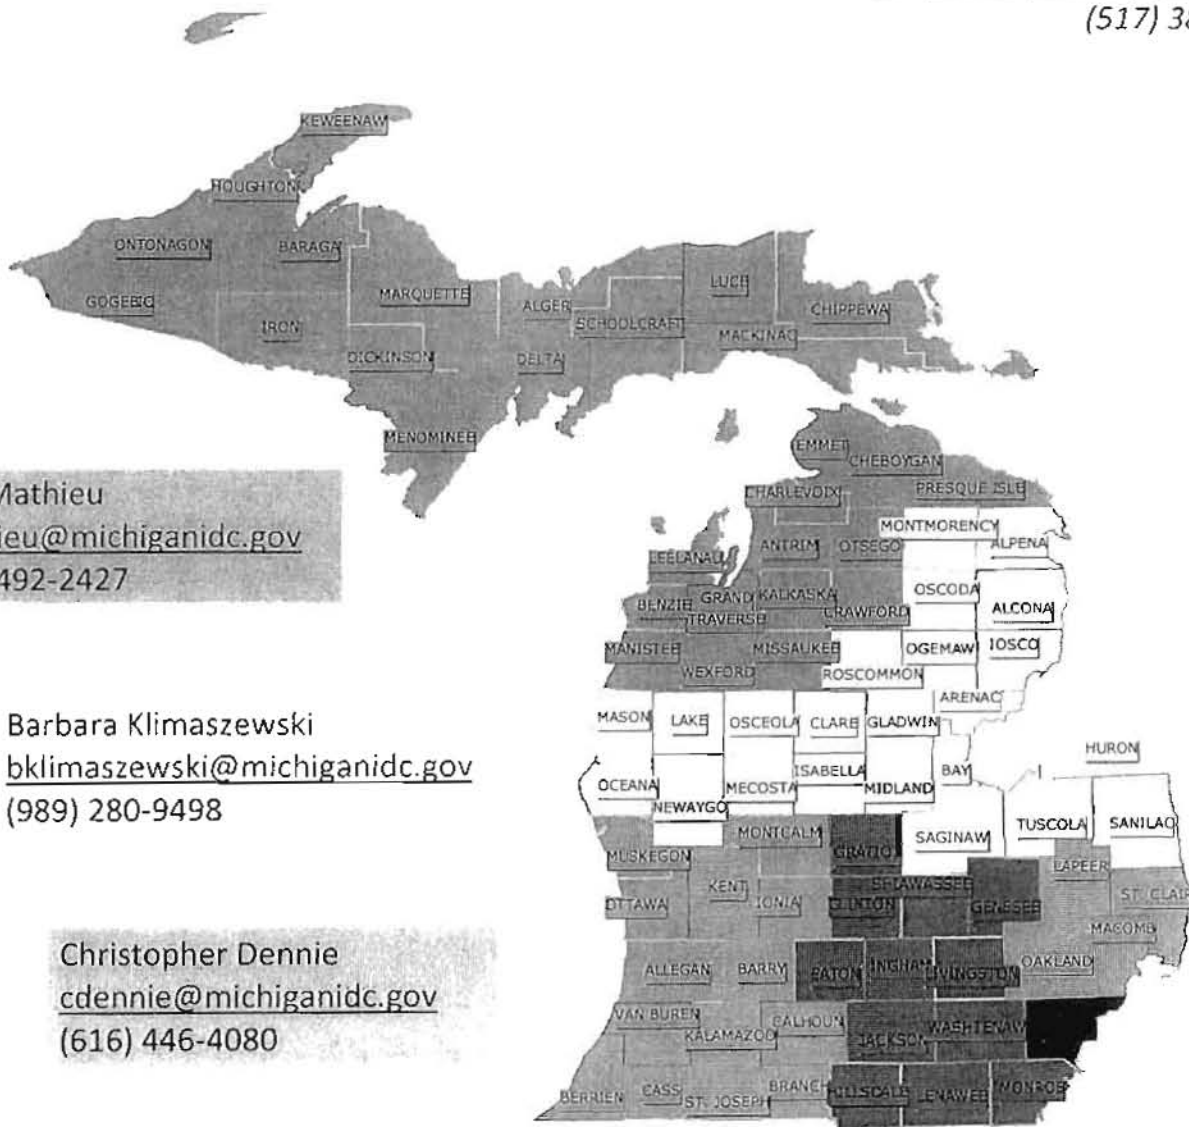 (517) 38
KEWEENAW
HOUGHTON
ONTONAGON
BARAGA
GOGEBIC
MARQUETTE
IRON
ALGER
LUCE
SCHOOLCRAFT
CHIPPEWA
MACKINAC
DICKINSON
DELTA
MENOMINEE
EMMET
CHEBOYGAN
CHARLEVOIX
PRESQUE ISLE
Mathieu
ieu@michiganidc.gov
492-2427
MONTMORENCY
ANTRIM
OTSEGO
ALPENA
LEELANAU
BENZIE
GRAND
TRAVERSE
KALKASKA
CRAWFORD
OSCODA
ALCONA
MANISTEE
WEXFORD
MISSAUKEE
ROSCOMMON
OGEMAW
IOSCO
ARENAC
Barbara Klimaszewski
bklimaszewski@michiganidc.gov
(989) 280-9498
MASON
LAKE
OSCEOLA
CLARE
GLADWIN
HURON
OCEANA
NEWAYGO
MECOSTA
ISABELLA
MIDLAND
BAY
MONTCALM
GRATIOT
SAGINAW
TUSCOLA
SANILAC
MUSKEGON
KENT
SHIAWASSEE
LAPEER
OTTAWA
IONIA
CLINTON
GENESEE
ST. CLAIR
MACOMB
Christopher Dennie
cdennie@michiganidc.gov
(616) 446-4080
ALLEGAN
BARRY
EATON
INGHAM
LIVINGSTON
OAKLAND
VAN BUREN
KALAMAZOO
CALHOUN
JACKSON
WASHTENAW
BERRIEN
CASS
ST. JOSEPH
BRANCH
HILLSDALE
LENAWEE
MONROE